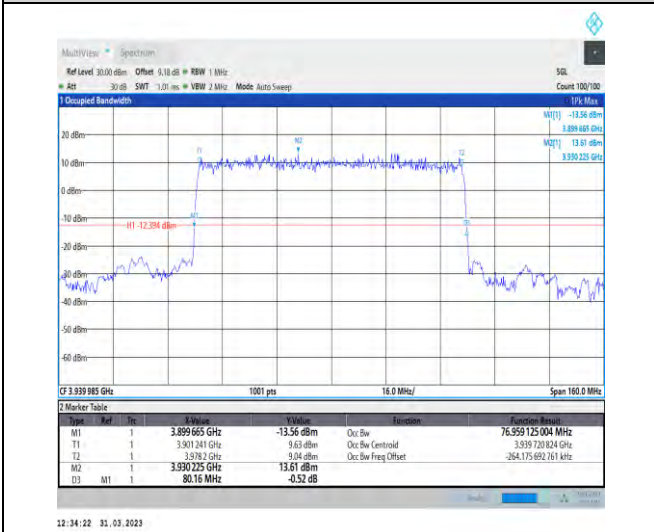 MultiView Spectrum
Ref Level 30.00 dBm Offset 9.18 dB RBW 1 MHz SGL
Att 30 dB SWT 1.01 ms VBW 2 MHz Mode Auto Sweep Count 100/100
1 Occupied Bandwidth 1Pk Max
M1[1] -13.56 dBm
3.899 665 GHz
M2[1] 13.61 dBm
3.930 225 GHz
20 dBm
M2
T1 T2
10 dBm
0 dBm
-10 dBm
M1
H1 -12.394 dBm
D3
-20 dBm
-30 dBm
-40 dBm
-50 dBm
-60 dBm
CF 3.939 985 GHz 1001 pts 16.0 MHz/ Span 160.0 MHz
2 Marker Table
Type Ref Trc X-Value Y-Value Function Function Result
M1 1 3.899 665 GHz -13.56 dBm Occ Bw 76.959 125 004 MHz
T1 1 3.901 241 GHz 9.63 dBm Occ Bw Centroid 3.939 720 824 GHz
T2 1 3.978 2 GHz 9.04 dBm Occ Bw Freq Offset -264.175 692 761 kHz
M2 1 3.930 225 GHz 13.61 dBm
D3 M1 1 80.16 MHz -0.52 dB
12:34:22 31.03.2023